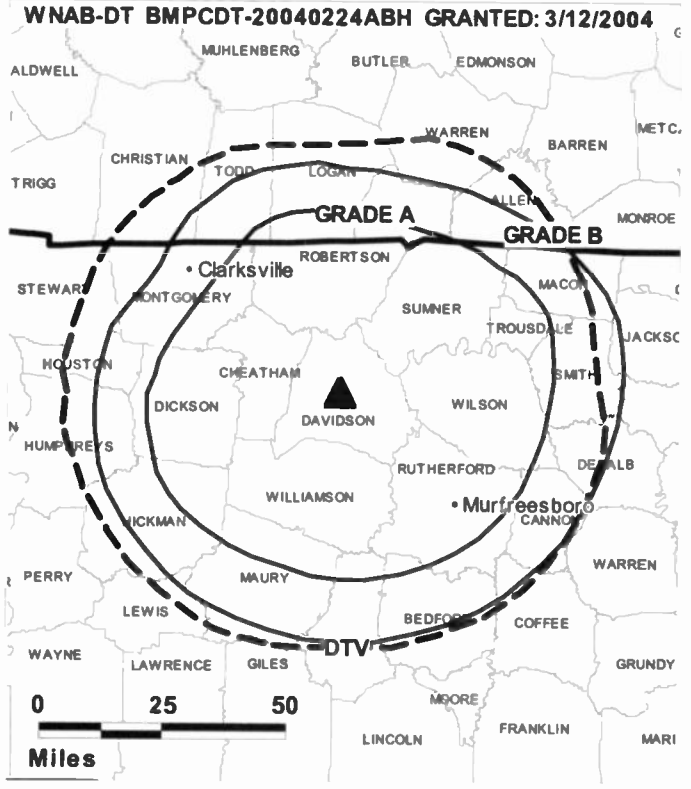 WNAB-DT BMPCDT-20040224ABH GRANTED: 3/12/2004
MUHLENBERG
BUTLER
EDMONSON
ALDWELL
WARREN
METCA
BARREN
CHRISTIAN
TODD
LOGAN
TRIGG
ALLEN
GRADE A
MONROE
GRADE B
ROBERTSON
Clarksville
STEWAR
MACON
MONTGOMERY
SUMNER
TROUSDALE
JACKSO
HOUSTON
CHEATHAM
SMITH
DICKSON
WILSON
DAVIDSON
N
HUMPHREYS
RUTHERFORD
DEKALB
WILLIAMSON
Murfreesboro
HICKMAN
CANNON
WARREN
PERRY
MAURY
LEWIS
BEDFORD
COFFEE
DTV
WAYNE
LAWRENCE
GILES
GRUNDY
MOORE
0 25 50
FRANKLIN
LINCOLN
MARI
Miles